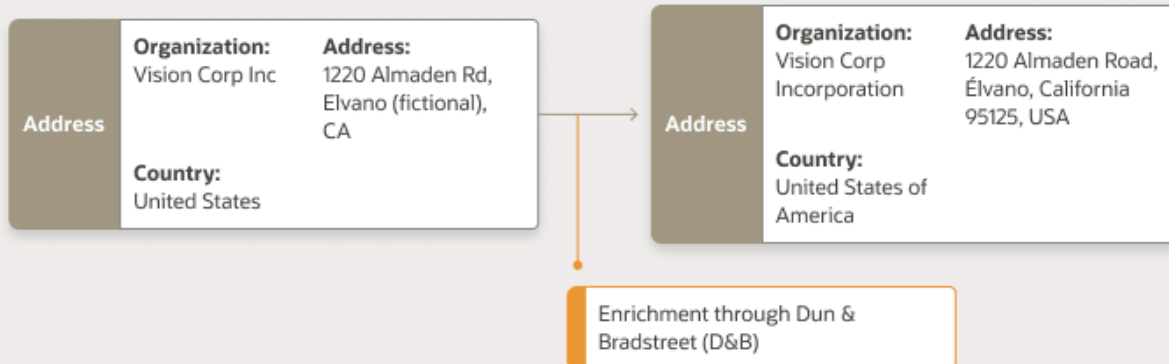 Address
Organization:
Vision Corp Inc
Address:
1220 Almaden Rd,
Elvano (fictional),
CA
Country:
United States
Address
Organization:
Vision Corp
Incorporation
Address:
1220 Almaden Road,
Élvano, California
95125, USA
Country:
United States of
America
Enrichment through Dun &
Bradstreet (D&B)